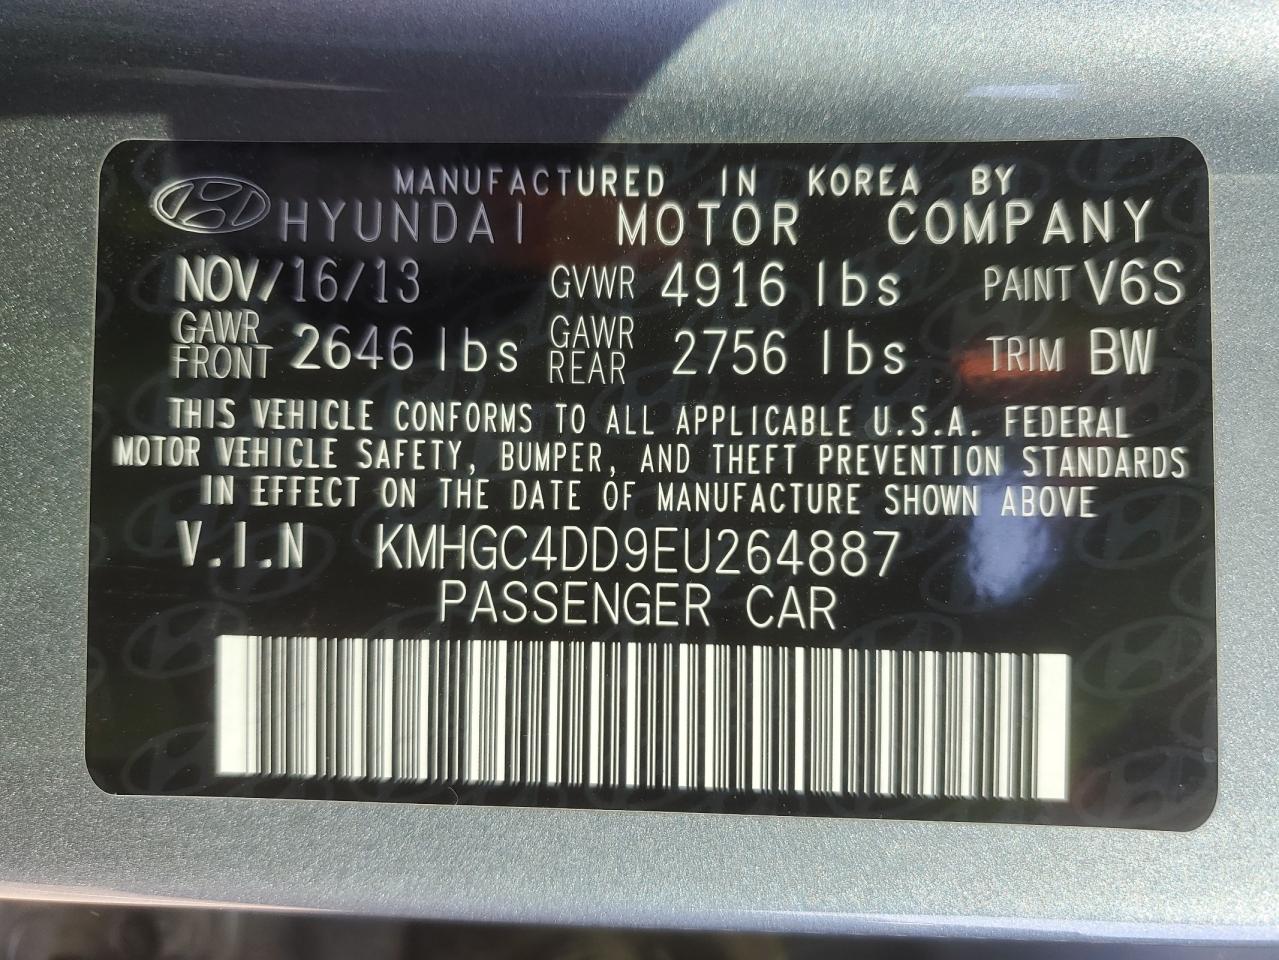 MANUFACTURED IN KOREA BY
HYUNDAI MOTOR COMPANY
NOV/16/13 GVWR 4916 lbs PAINT V6S
GAWR FRONT 2646 lbs GAWR REAR 2756 lbs TRIM BW
THIS VEHICLE CONFORMS TO ALL APPLICABLE U.S.A. FEDERAL
MOTOR VEHICLE SAFETY, BUMPER, AND THEFT PREVENTION STANDARDS
IN EFFECT ON THE DATE OF MANUFACTURE SHOWN ABOVE
V.I.N KMHGC4DD9EU264887
PASSENGER CAR